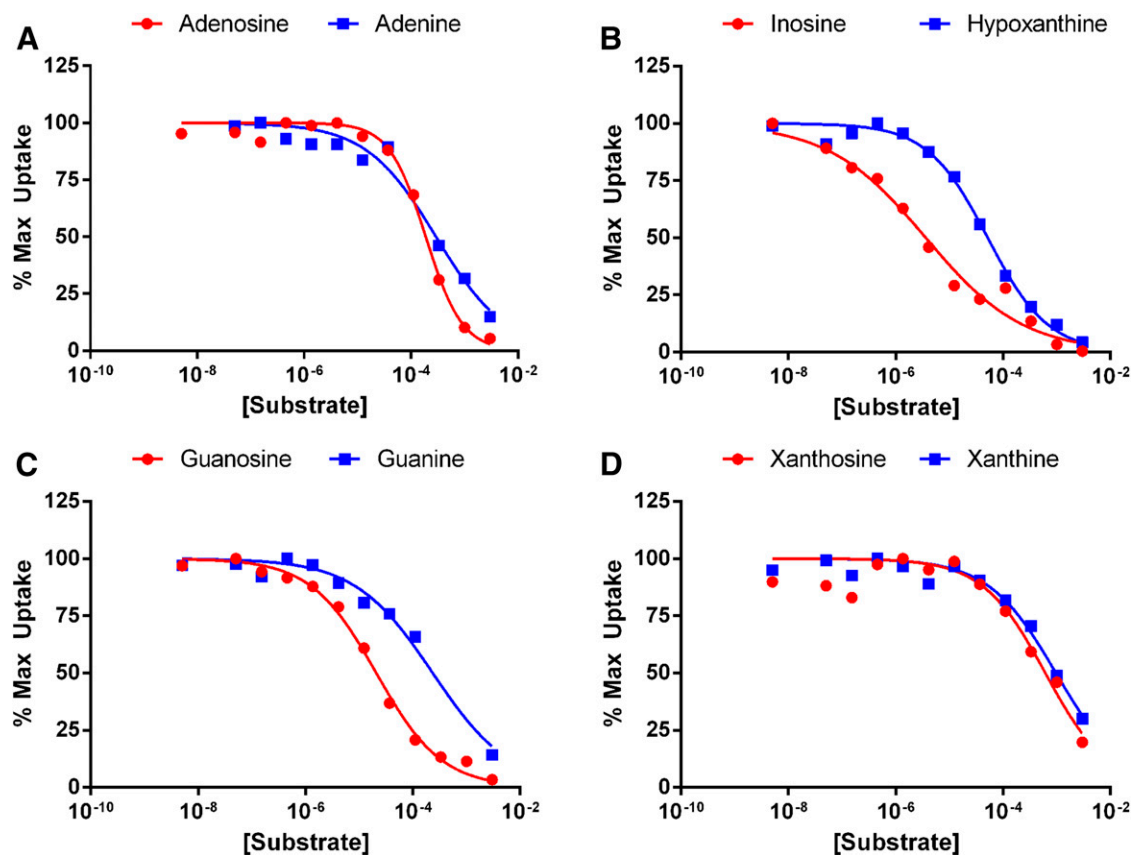 A
Adenosine
Adenine
125
100
75
50
25
0
% Max Uptake
10-10
10-8
10-6
10-4
10-2
[Substrate]
B
Inosine
Hypoxanthine
125
100
75
50
25
0
% Max Uptake
10-10
10-8
10-6
10-4
10-2
[Substrate]
C
Guanosine
Guanine
125
100
75
50
25
0
% Max Uptake
10-10
10-8
10-6
10-4
10-2
[Substrate]
D
Xanthosine
Xanthine
125
100
75
50
25
0
% Max Uptake
10-10
10-8
10-6
10-4
10-2
[Substrate]